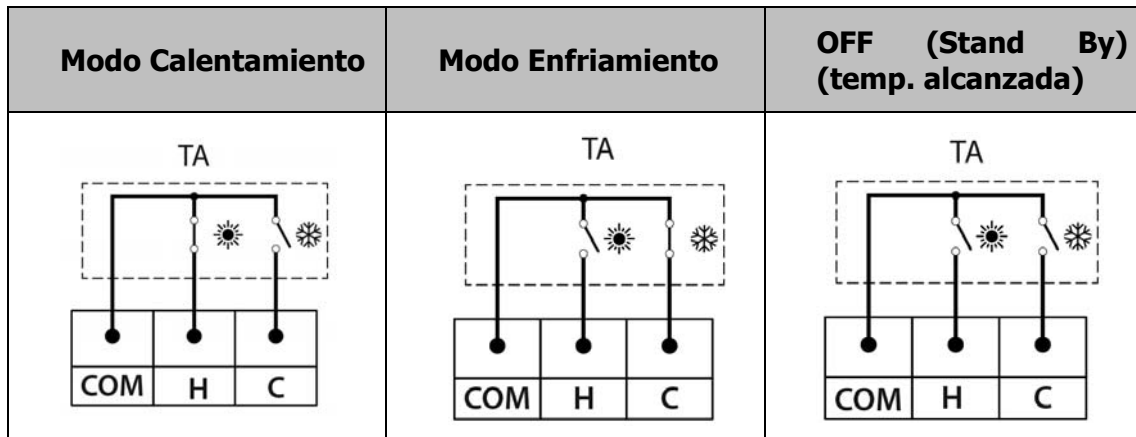 Modo Calentamiento
Modo Enfriamiento
OFF (Stand By)
(temp. alcanzada)
TA
COM H C
TA
COM H C
TA
COM H C